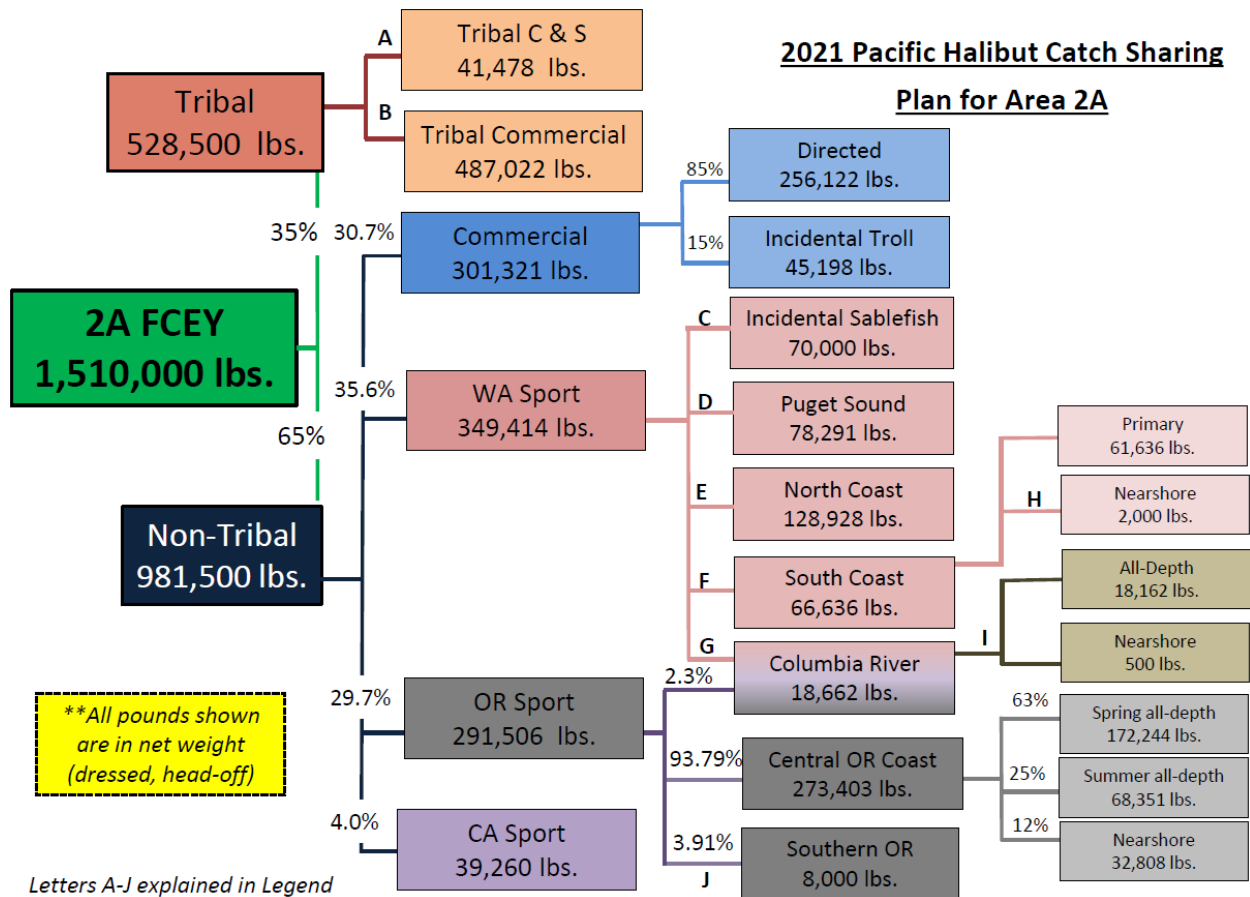 2021 Pacific Halibut Catch Sharing
Plan for Area 2A
2A FCEY
1,510,000 lbs.
35%
65%
Tribal
528,500 lbs.
A
Tribal C & S
41,478 lbs.
B
Tribal Commercial
487,022 lbs.
Non-Tribal
981,500 lbs.
30.7%
Commercial
301,321 lbs.
85%
Directed
256,122 lbs.
15%
Incidental Troll
45,198 lbs.
35.6%
WA Sport
349,414 lbs.
C
Incidental Sablefish
70,000 lbs.
D
Puget Sound
78,291 lbs.
E
North Coast
128,928 lbs.
F
South Coast
66,636 lbs.
Primary
61,636 lbs.
H
Nearshore
2,000 lbs.
G
2.3%
Columbia River
18,662 lbs.
I
All-Depth
18,162 lbs.
Nearshore
500 lbs.
29.7%
OR Sport
291,506 lbs.
93.79%
Central OR Coast
273,403 lbs.
63%
Spring all-depth
172,244 lbs.
25%
Summer all-depth
68,351 lbs.
12%
Nearshore
32,808 lbs.
3.91%
J
Southern OR
8,000 lbs.
4.0%
CA Sport
39,260 lbs.
**All pounds shown
are in net weight
(dressed, head-off)
Letters A-J explained in Legend